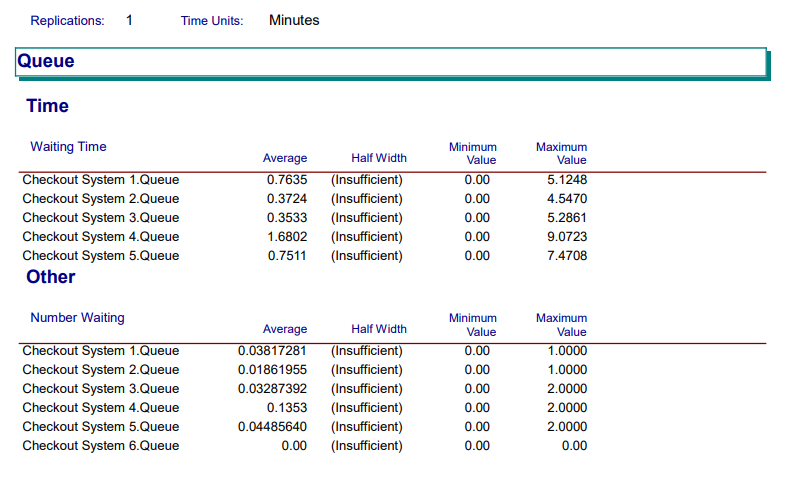 Replications: 1 Time Units: Minutes
Queue
Time
Waiting Time Average Half Width Minimum Value Maximum Value
Checkout System 1.Queue 0.7635 (Insufficient) 0.00 5.1248
Checkout System 2.Queue 0.3724 (Insufficient) 0.00 4.5470
Checkout System 3.Queue 0.3533 (Insufficient) 0.00 5.2861
Checkout System 4.Queue 1.6802 (Insufficient) 0.00 9.0723
Checkout System 5.Queue 0.7511 (Insufficient) 0.00 7.4708
Other
Number Waiting Average Half Width Minimum Value Maximum Value
Checkout System 1.Queue 0.03817281 (Insufficient) 0.00 1.0000
Checkout System 2.Queue 0.01861955 (Insufficient) 0.00 1.0000
Checkout System 3.Queue 0.03287392 (Insufficient) 0.00 2.0000
Checkout System 4.Queue 0.1353 (Insufficient) 0.00 2.0000
Checkout System 5.Queue 0.04485640 (Insufficient) 0.00 2.0000
Checkout System 6.Queue 0.00 (Insufficient) 0.00 0.00